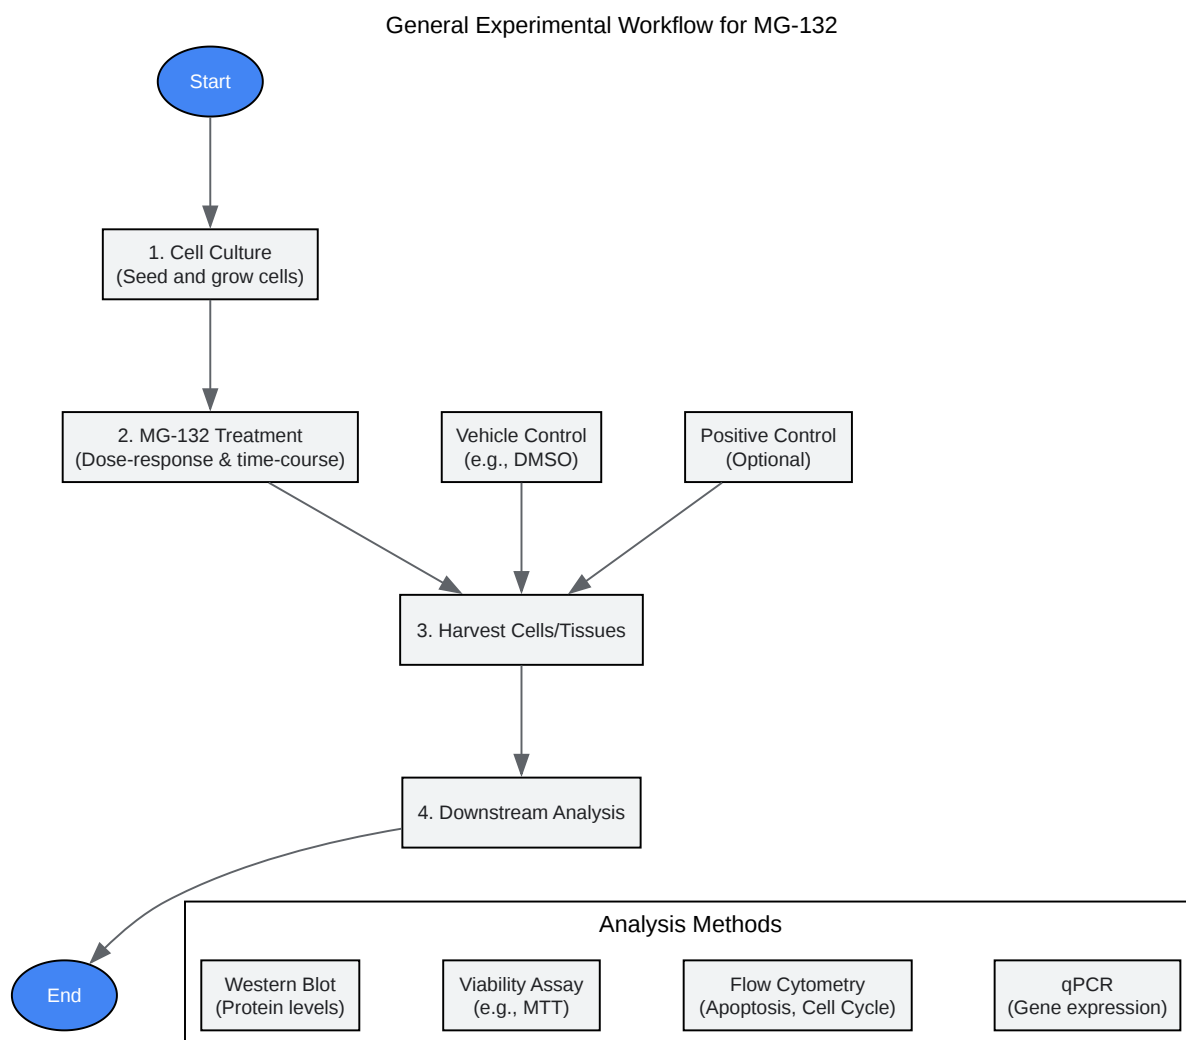 General Experimental Workflow for MG-132
Start
1. Cell Culture
(Seed and grow cells)
2. MG-132 Treatment
(Dose-response & time-course)
Vehicle Control
(e.g., DMSO)
Positive Control
(Optional)
3. Harvest Cells/Tissues
4. Downstream Analysis
Analysis Methods
End
Western Blot
(Protein levels)
Viability Assay
(e.g., MTT)
Flow Cytometry
(Apoptosis, Cell Cycle)
qPCR
(Gene expression)